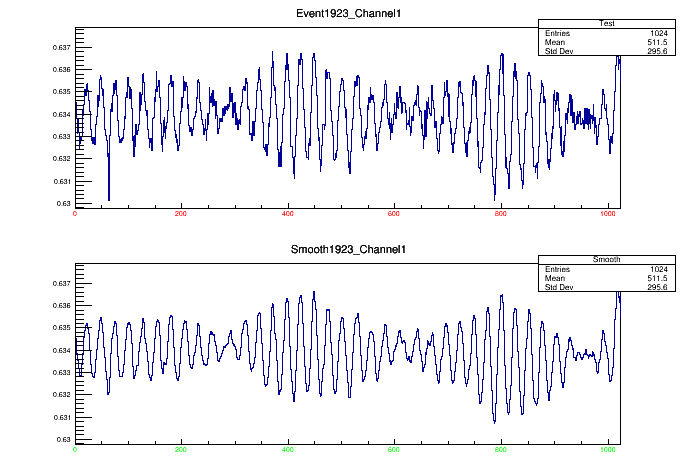 Event1923_Channel1
Test
Entries 1024
Mean 511.5
Std Dev 295.6
0.637
0.636
0.635
0.634
0.633
0.632
0.631
0.63
0 200 400 600 800 1000
Smooth1923_Channel1
Smooth
Entries 1024
Mean 511.5
Std Dev 295.6
0.637
0.636
0.635
0.634
0.633
0.632
0.631
0.63
0 200 400 600 800 1000